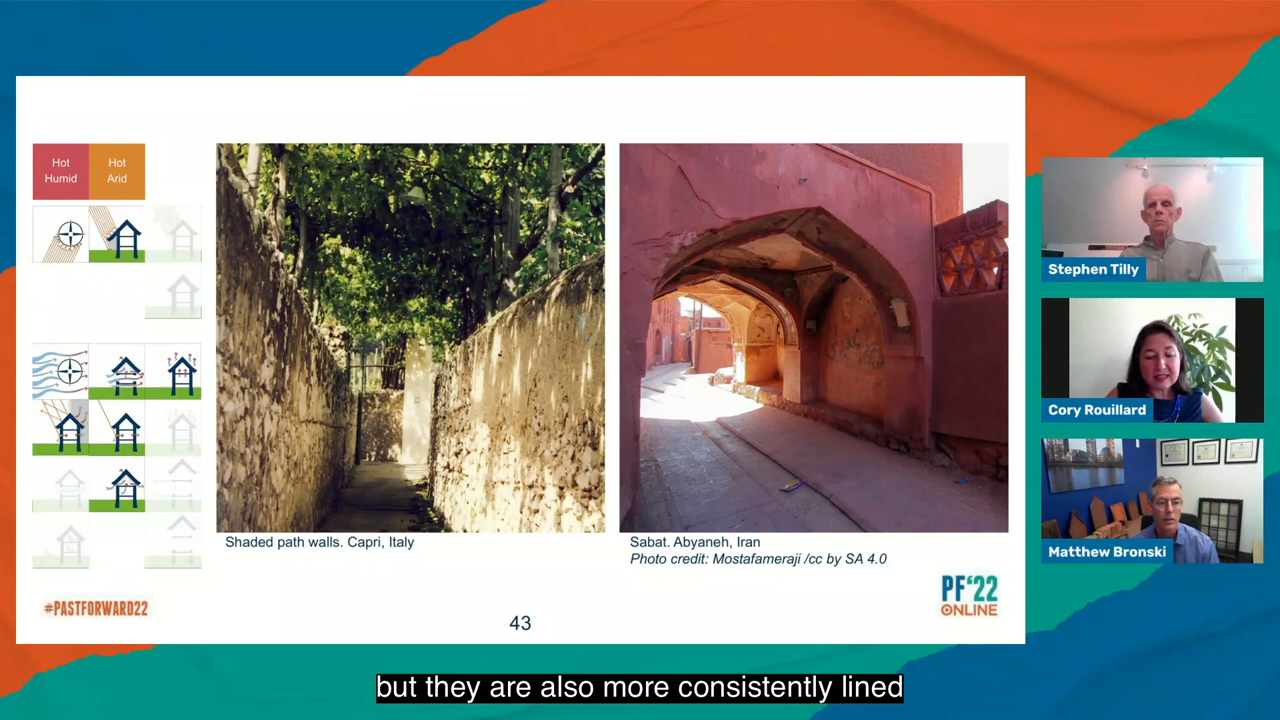 Hot
Humid
Hot
Arid
Shaded path walls. Capri, Italy
Sabat. Abyaneh, Iran
Photo credit: Mostafameraji /cc by SA 4.0
#PASTFORWARD22
43
PF'22
ONLINE
Stephen Tilly
Cory Rouillard
Matthew Bronski
but they are also more consistently lined